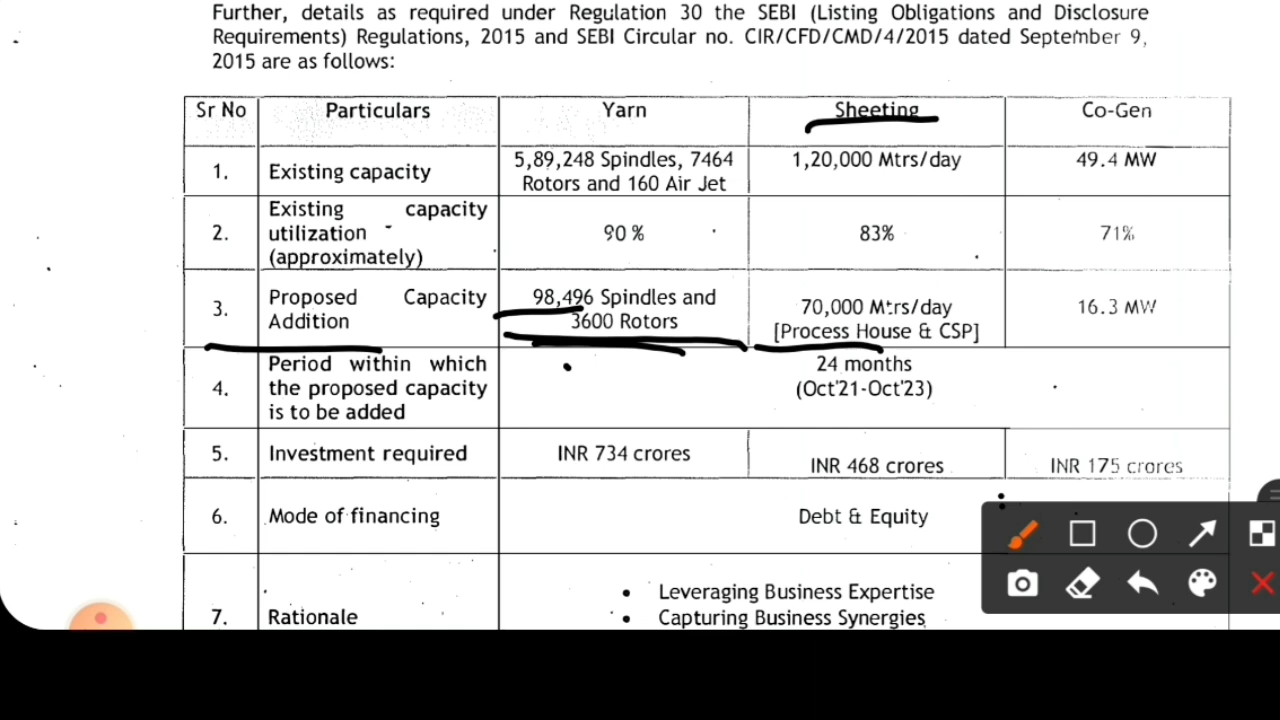 Further, details as required under Regulation 30 the SEBI (Listing Obligations and Disclosure
Requirements) Regulations, 2015 and SEBI Circular no. CIR/CFD/CMD/4/2015 dated September 9,
2015 are as follows:
Sr No Particulars Yarn Sheeting Co-Gen
1. Existing capacity 5,89,248 Spindles, 7464 1,20,000 Mtrs/day 49.4 MW
Rotors and 160 Air Jet
Existing capacity
2. utilization 90 % 83% 71%
(approximately)
3. Proposed Capacity 98,496 Spindles and 70,000 Mtrs/day 16.3 MW
Addition 3600 Rotors [Process House & CSP]
Period within which 24 months
4. the proposed capacity (Oct'21-Oct'23)
is to be added
5. Investment required INR 734 crores INR 468 crores INR 175 crores
6. Mode of financing Debt & Equity
• Leveraging Business Expertise
7. Rationale • Capturing Business Synergies